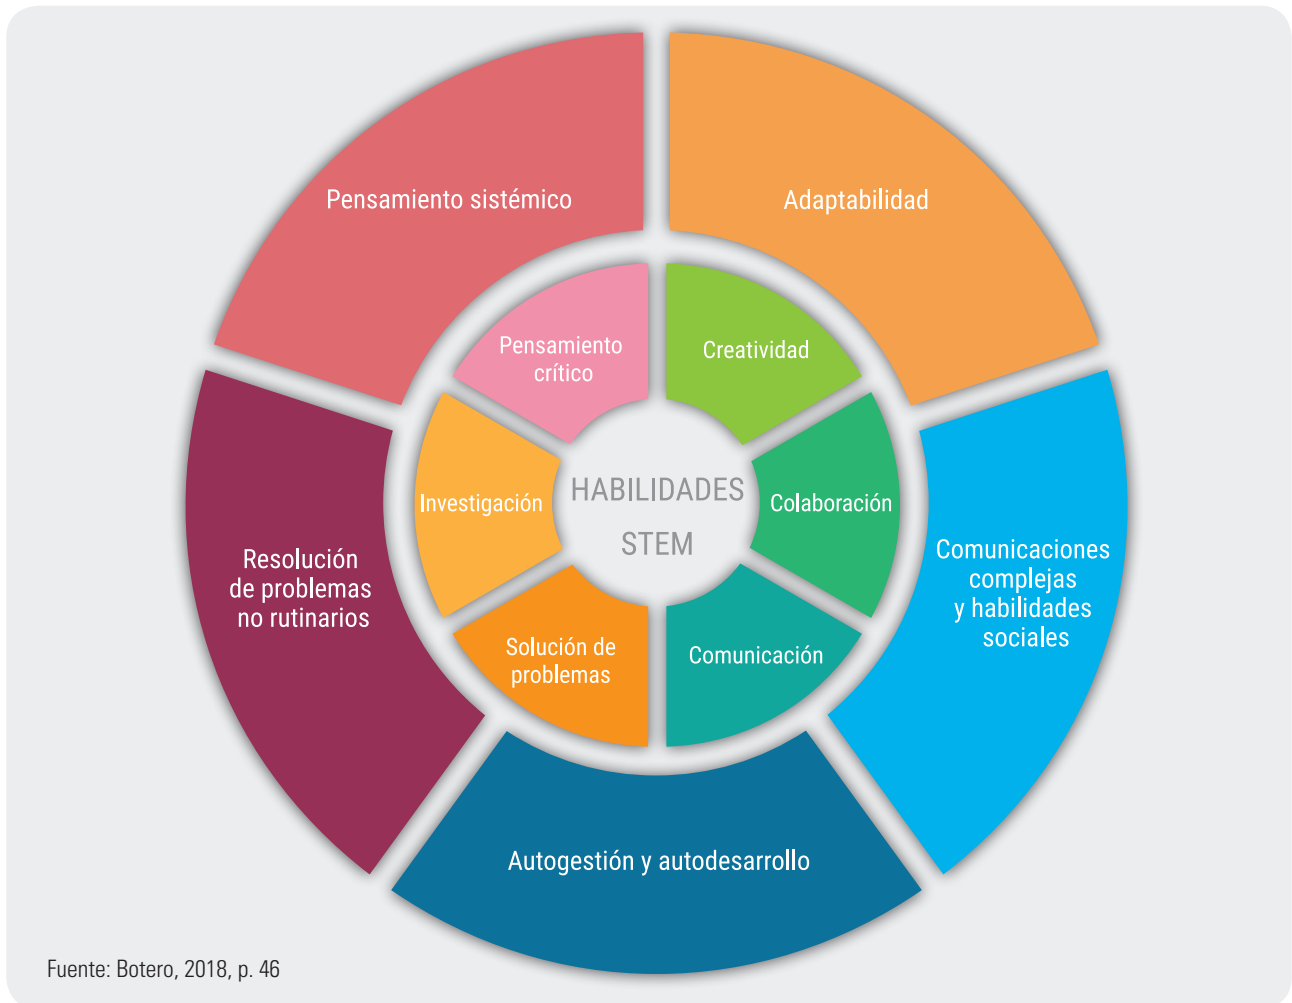 Pensamiento sistémico
Adaptabilidad
Pensamiento
crítico
Creatividad
Investigación
HABILIDADES
STEM
Colaboración
Resolución
de problemas
no rutinarios
Comunicaciones
complejas
y habilidades
sociales
Solución de
problemas
Comunicación
Autogestión y autodesarrollo
Fuente: Botero, 2018, p. 46